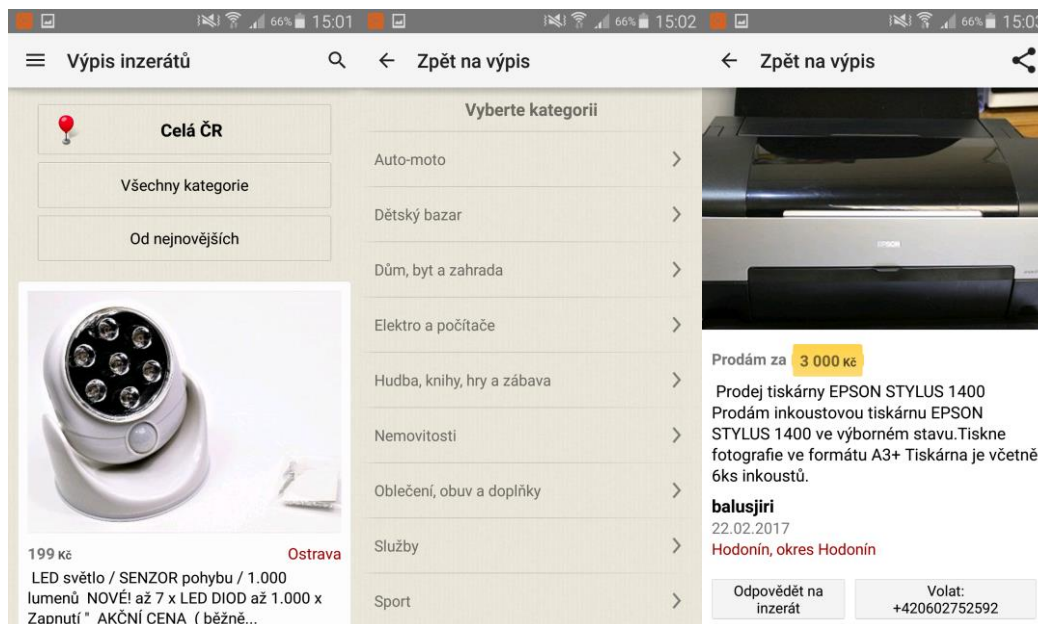 66% 15:01
Výpis inzerátů
Celá ČR
Všechny kategorie
Od nejnovějších
199 Kč
Ostrava
LED světlo / SENZOR pohybu / 1.000
lumenů NOVÉ! až 7 x LED DIOD až 1.000 x
Zapnutí " AKČNÍ CENA ( běžně...
66% 15:02
Zpět na výpis
Vyberte kategorii
Auto-moto
Dětský bazar
Dům, byt a zahrada
Elektro a počítače
Hudba, knihy, hry a zábava
Nemovitosti
Oblečení, obuv a doplňky
Služby
Sport
66% 15:03
Zpět na výpis
EPSON
Prodám za 3 000 Kč
Prodej tiskárny EPSON STYLUS 1400
Prodám inkoustovou tiskárnu EPSON
STYLUS 1400 ve výborném stavu.Tiskne
fotografie ve formátu A3+ Tiskárna je včetně
6ks inkoustů.
balusjiri
22.02.2017
Hodonín, okres Hodonín
Odpovědět na
inzerát
Volat:
+420602752592